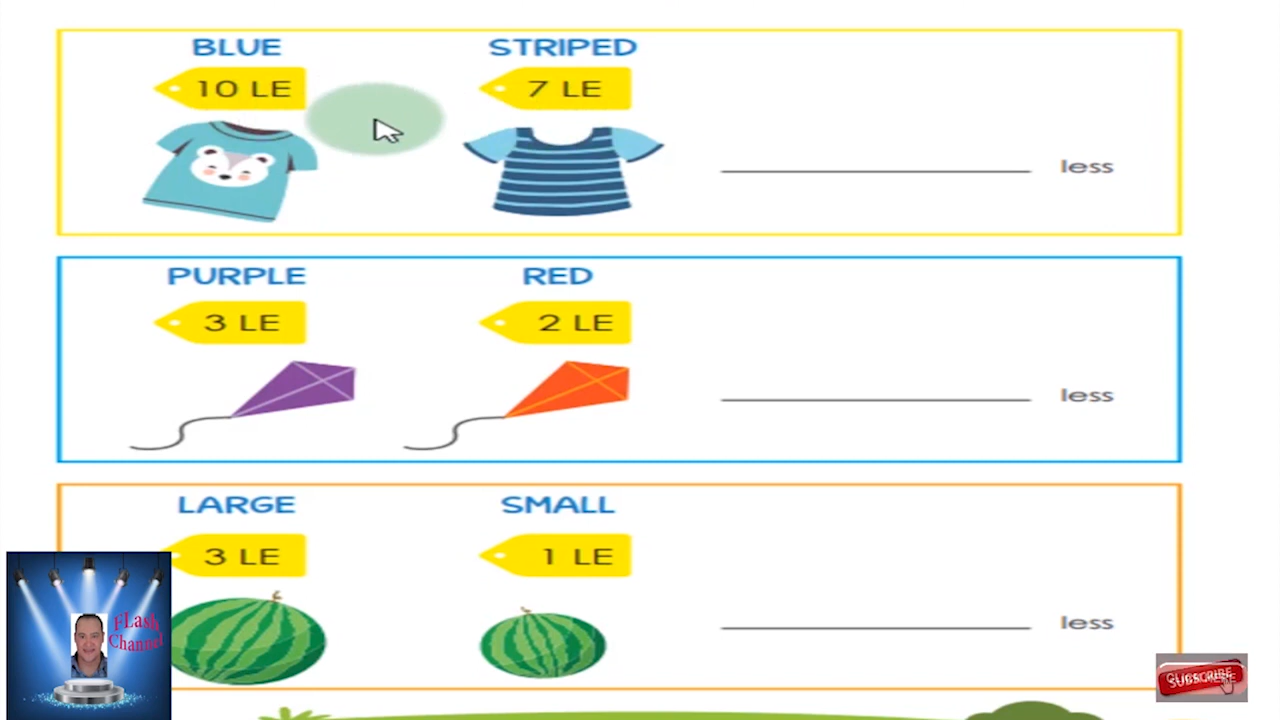 BLUE STRIPED
10 LE 7 LE
less
PURPLE RED
3 LE 2 LE
less
LARGE SMALL
3 LE 1 LE
less
FLash
Channel
SUBSCRIBE